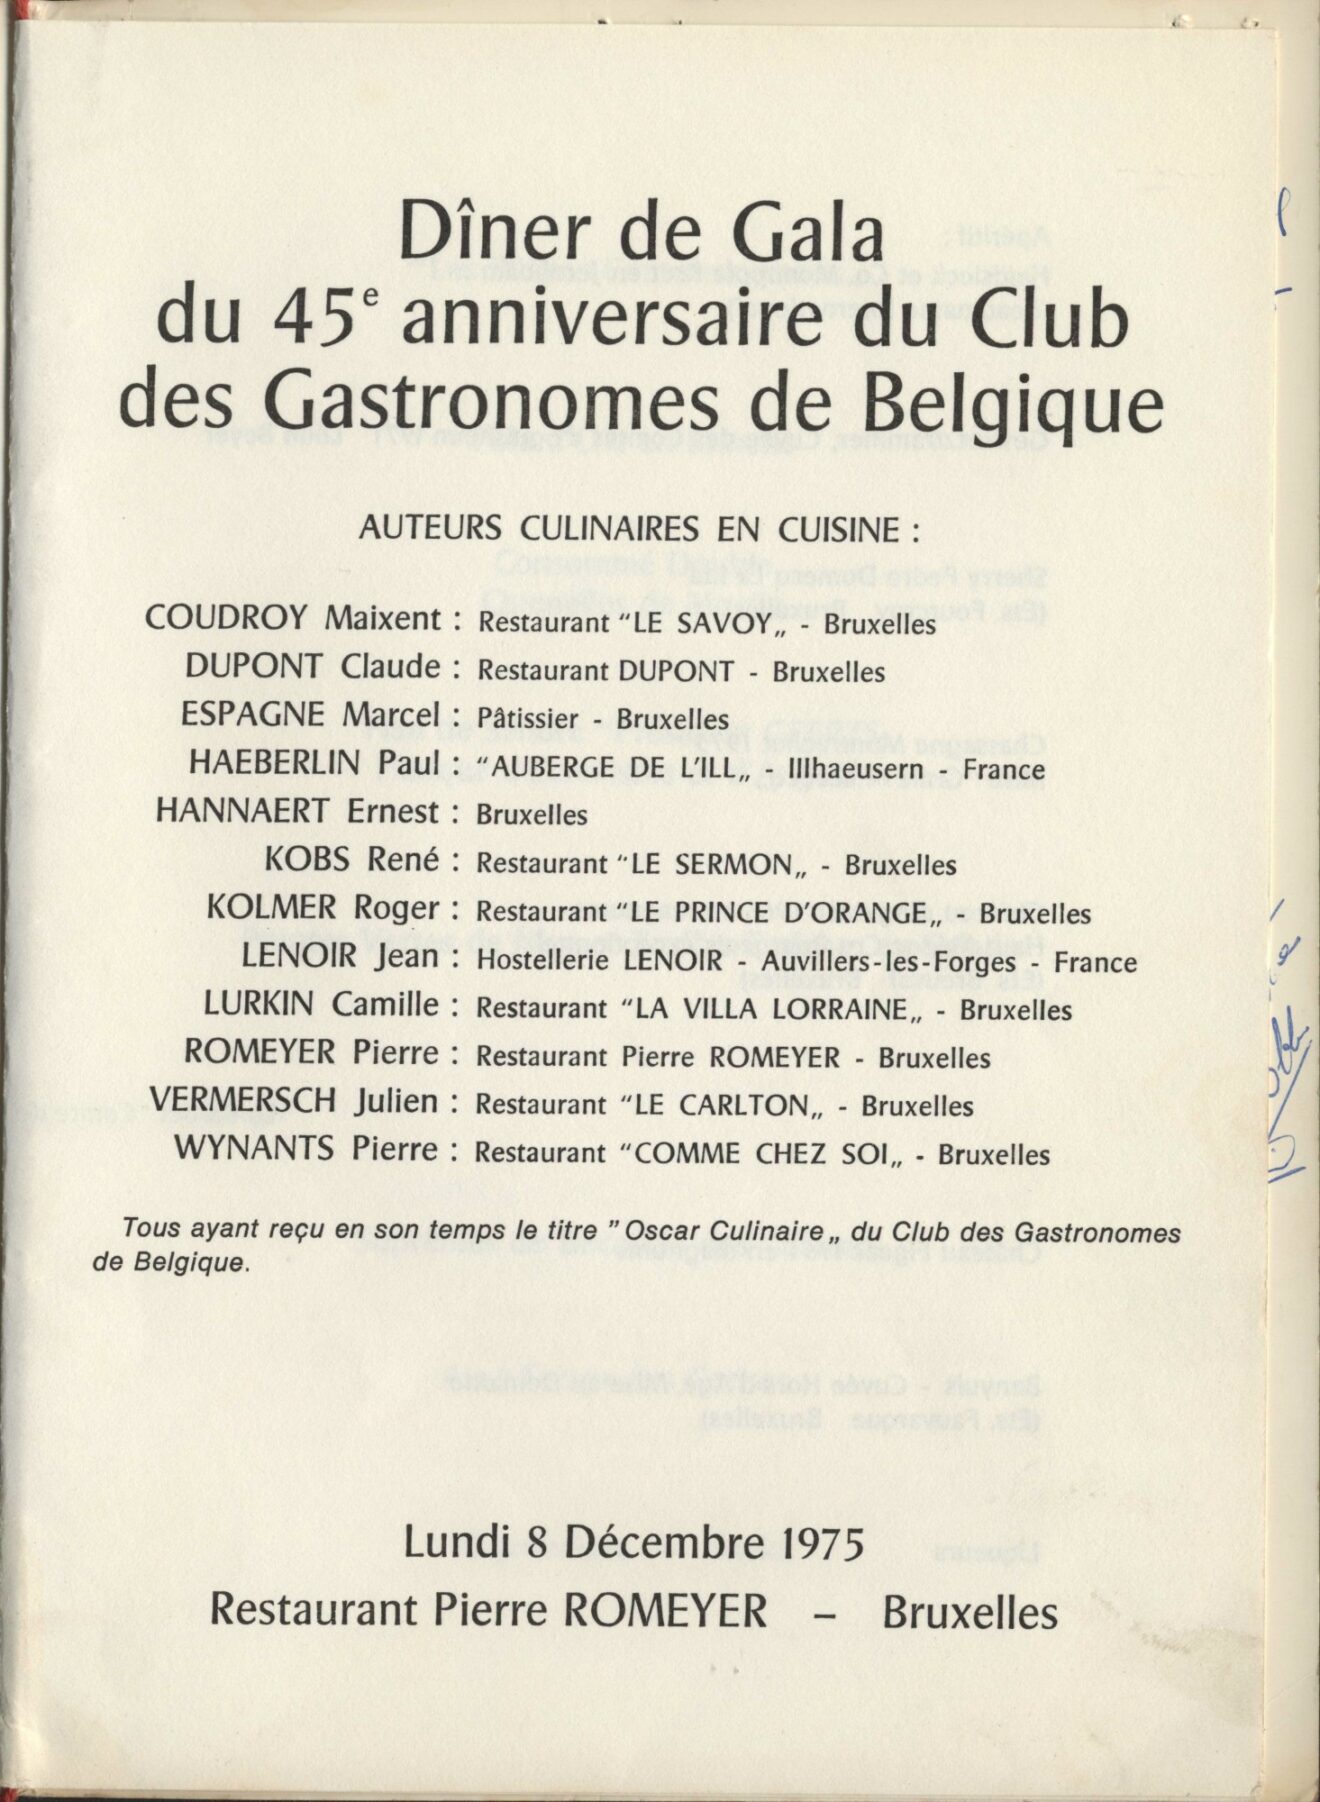 Dîner de Gala
du 45e anniversaire du Club
des Gastronomes de Belgique
AUTEURS CULINAIRES EN CUISINE :
COUDROY Maixent : Restaurant “LE SAVOY„ - Bruxelles
DUPONT Claude : Restaurant DUPONT - Bruxelles
ESPAGNE Marcel : Pâtissier - Bruxelles
HAEBERLIN Paul : “AUBERGE DE L'ILL„ - Illhaeusern - France
HANNAERT Ernest : Bruxelles
KOBS René : Restaurant “LE SERMON„ - Bruxelles
KOLMER Roger : Restaurant “LE PRINCE D'ORANGE„ - Bruxelles
LENOIR Jean : Hostellerie LENOIR - Auvillers-les-Forges - France
LURKIN Camille : Restaurant “LA VILLA LORRAINE„ - Bruxelles
ROMEYER Pierre : Restaurant Pierre ROMEYER - Bruxelles
VERMERSCH Julien : Restaurant “LE CARLTON„ - Bruxelles
WYNANTS Pierre : Restaurant “COMME CHEZ SOI„ - Bruxelles
Tous ayant reçu en son temps le titre ”Oscar Culinaire„ du Club des Gastronomes
de Belgique.
Lundi 8 Décembre 1975
Restaurant Pierre ROMEYER – Bruxelles